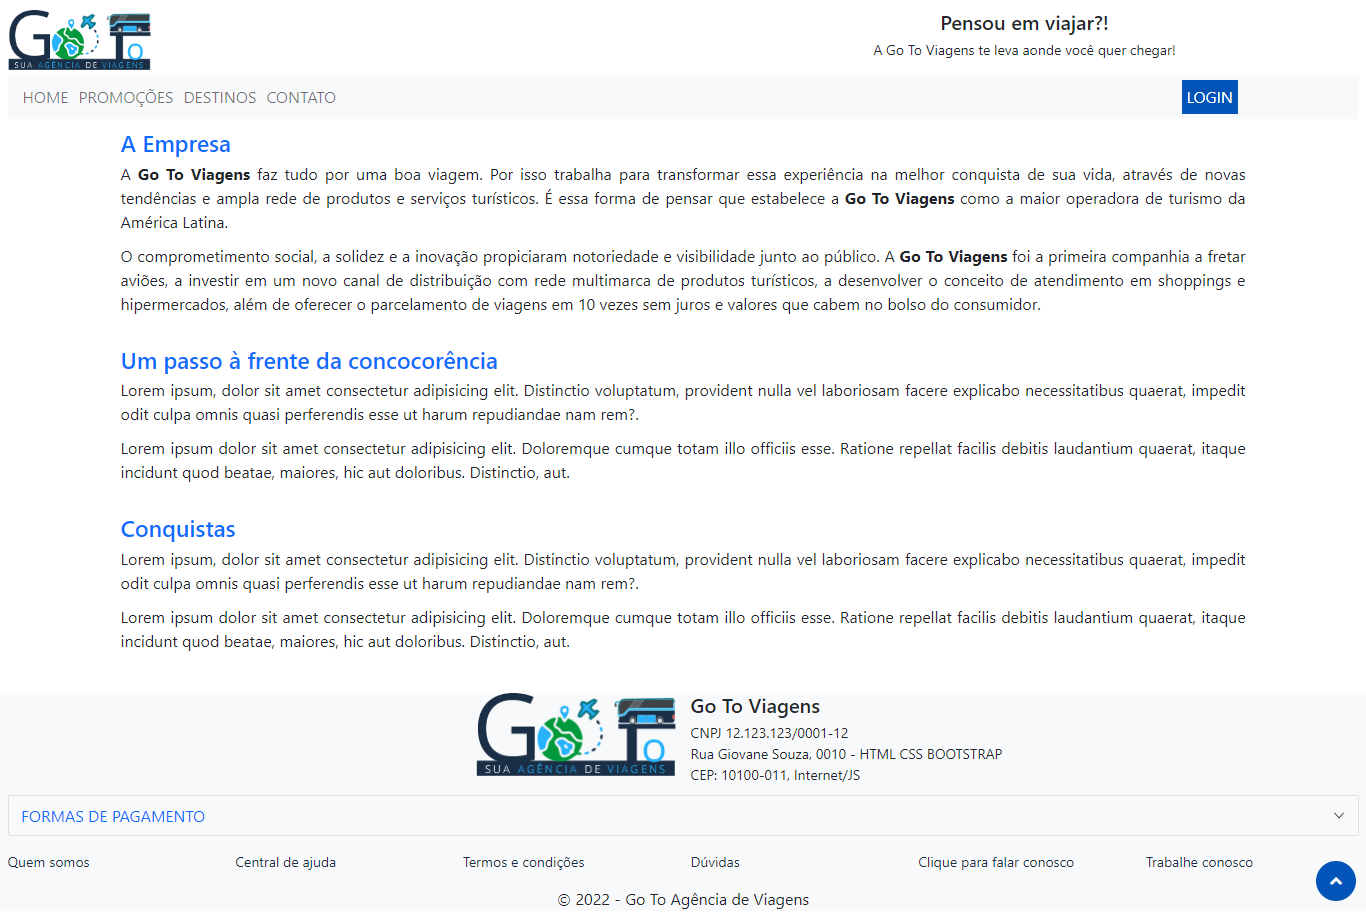 GO TO
SUA AGÊNCIA DE VIAGENS
Pensou em viajar?!
A Go To Viagens te leva aonde você quer chegar!
HOME PROMOÇÕES DESTINOS CONTATO LOGIN
A Empresa
A Go To Viagens faz tudo por uma boa viagem. Por isso trabalha para transformar essa experiência na melhor conquista de sua vida, através de novas
tendências e ampla rede de produtos e serviços turísticos. É essa forma de pensar que estabelece a Go To Viagens como a maior operadora de turismo da
América Latina.
O comprometimento social, a solidez e a inovação propiciaram notoriedade e visibilidade junto ao público. A Go To Viagens foi a primeira companhia a fretar
aviões, a investir em um novo canal de distribuição com rede multimarca de produtos turísticos, a desenvolver o conceito de atendimento em shoppings e
hipermercados, além de oferecer o parcelamento de viagens em 10 vezes sem juros e valores que cabem no bolso do consumidor.
Um passo à frente da concocorência
Lorem ipsum, dolor sit amet consectetur adipisicing elit. Distinctio voluptatum, provident nulla vel laboriosam facere explicabo necessitatibus quaerat, impedit
odit culpa omnis quasi perferendis esse ut harum repudiandae nam rem?.
Lorem ipsum dolor sit amet consectetur adipisicing elit. Doloremque cumque totam illo officiis esse. Ratione repellat facilis debitis laudantium quaerat, itaque
incidunt quod beatae, maiores, hic aut doloribus. Distinctio, aut.
Conquistas
Lorem ipsum, dolor sit amet consectetur adipisicing elit. Distinctio voluptatum, provident nulla vel laboriosam facere explicabo necessitatibus quaerat, impedit
odit culpa omnis quasi perferendis esse ut harum repudiandae nam rem?.
Lorem ipsum dolor sit amet consectetur adipisicing elit. Doloremque cumque totam illo officiis esse. Ratione repellat facilis debitis laudantium quaerat, itaque
incidunt quod beatae, maiores, hic aut doloribus. Distinctio, aut.
GO TO
SUA AGÊNCIA DE VIAGENS
Go To Viagens
CNPJ 12.123.123/0001-12
Rua Giovane Souza, 0010 - HTML CSS BOOTSTRAP
CEP: 10100-011, Internet/JS
FORMAS DE PAGAMENTO
Quem somos Central de ajuda Termos e condições Dúvidas Clique para falar conosco Trabalhe conosco
© 2022 - Go To Agência de Viagens